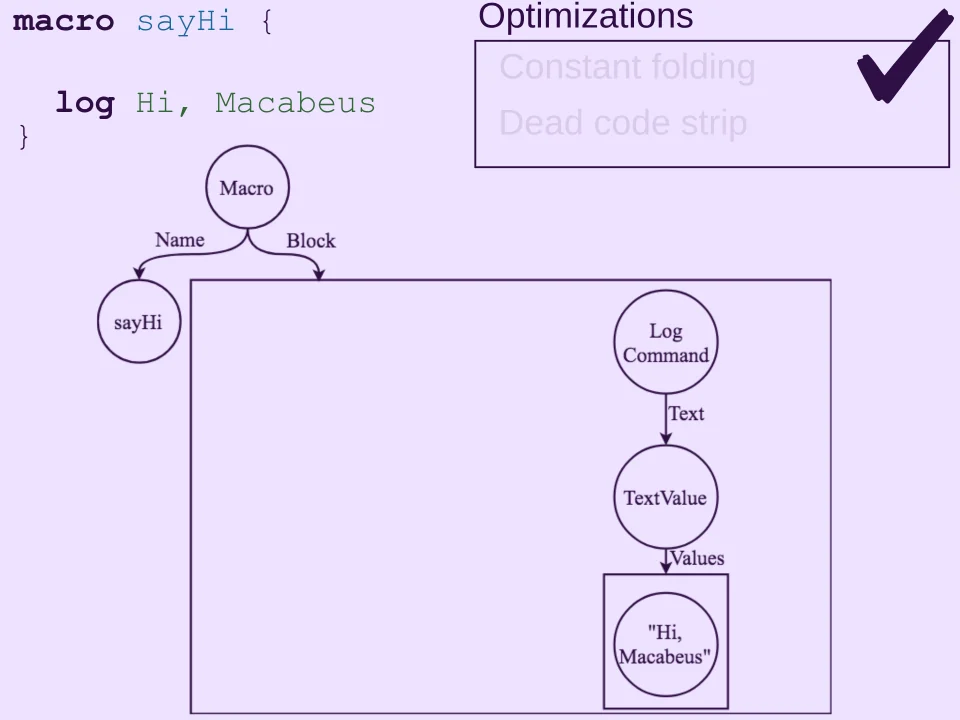 macro sayHi {
log Hi, Macabeus
}
Optimizations
Constant folding
Dead code strip
Macro
Name
Block
sayHi
Log
Command
Text
TextValue
Values
"Hi,
Macabeus"